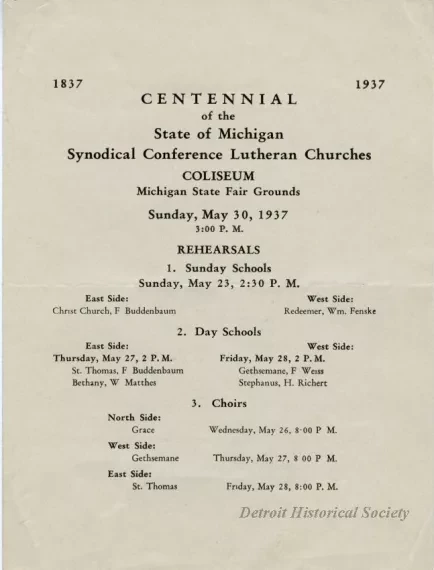 1837 1937
CENTENNIAL
of the
State of Michigan
Synodical Conference Lutheran Churches
COLISEUM
Michigan State Fair Grounds
Sunday, May 30, 1937
3:00 P. M.
REHEARSALS
1. Sunday Schools
Sunday, May 23, 2:30 P. M.
East Side: West Side:
Christ Church, F Buddenbaum Redeemer, Wm. Fenske
2. Day Schools
East Side: West Side:
Thursday, May 27, 2 P. M. Friday, May 28, 2 P. M.
St. Thomas, F Buddenbaum Gethsemane, F Weiss
Bethany, W Matthes Stephanus, H. Richert
3. Choirs
North Side:
Grace Wednesday, May 26, 8:00 P M.
West Side:
Gethsemane Thursday, May 27, 8 00 P M.
East Side:
St. Thomas Friday, May 28, 8:00 P. M.
Detroit Historical Society